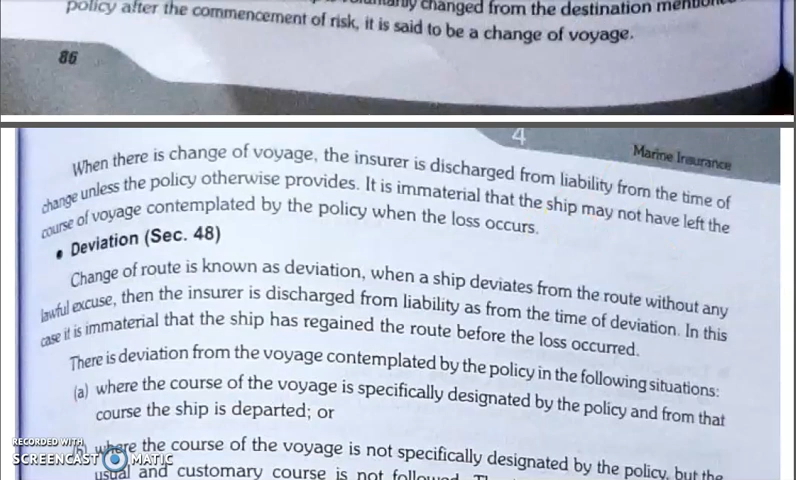 changed from the destination
policy after the commencement of risk, it is said to be a change of voyage.
86
4
Marine Insurance
When there is change of voyage, the insurer is discharged from liability from the time of
change unless the policy otherwise provides. It is immaterial that the ship may not have left the
course of voyage contemplated by the policy when the loss occurs.
• Deviation (Sec. 48)
Change of route is known as deviation, when a ship deviates from the route without any
lawful excuse, then the insurer is discharged from liability as from the time of deviation. In this
case it is immaterial that the ship has regained the route before the loss occurred.
There is deviation from the voyage contemplated by the policy in the following situations:
(a) where the course of the voyage is specifically designated by the policy and from that
course the ship is departed; or
where the course of the voyage is not specifically designated by the policy, but the
usual and customary course is not followed.
RECORDED WITH
SCREENCAST MATIC